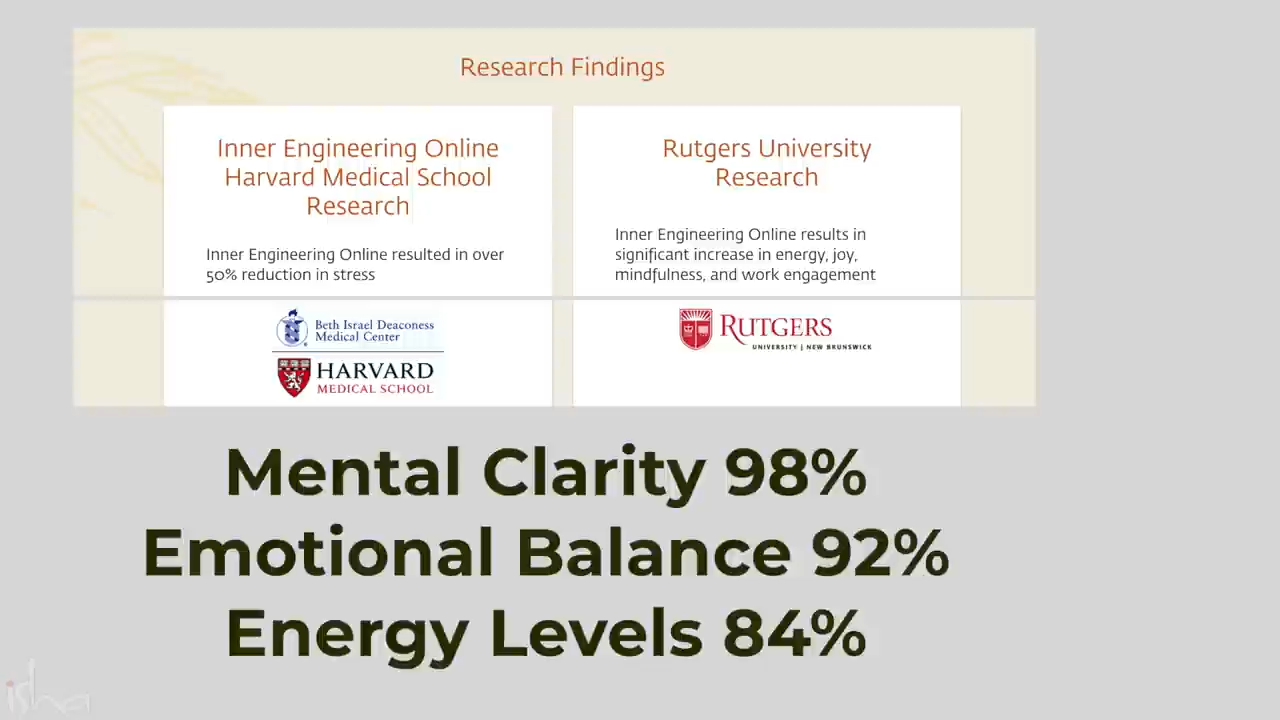 Research Findings
Inner Engineering Online
Harvard Medical School
Research
Inner Engineering Online resulted in over
50% reduction in stress
Beth Israel Deaconess
Medical Center
HARVARD
MEDICAL SCHOOL
Rutgers University
Research
Inner Engineering Online results in
significant increase in energy, joy,
mindfulness, and work engagement
RUTGERS
UNIVERSITY | NEW BRUNSWICK
Mental Clarity 98%
Emotional Balance 92%
Energy Levels 84%
isha